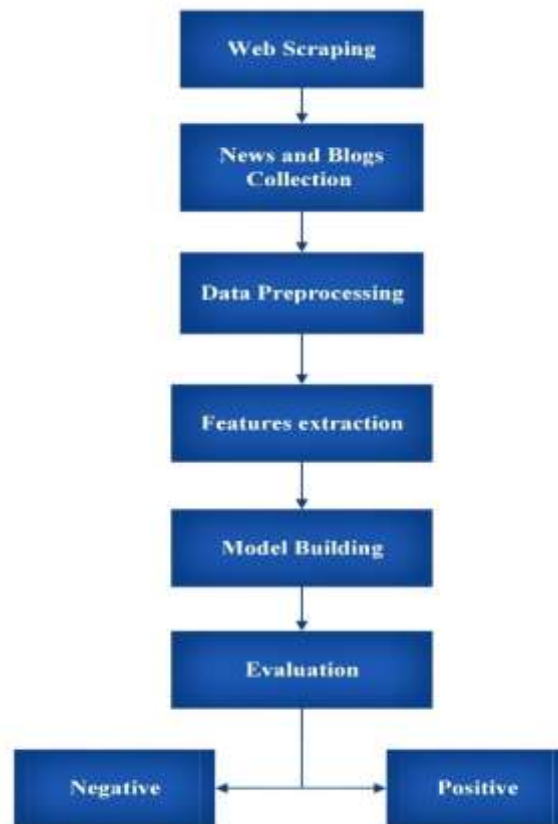 Web Scraping
News and Blogs
Collection
Data Preprocessing
Features extraction
Model Building
Evaluation
Negative
Positive